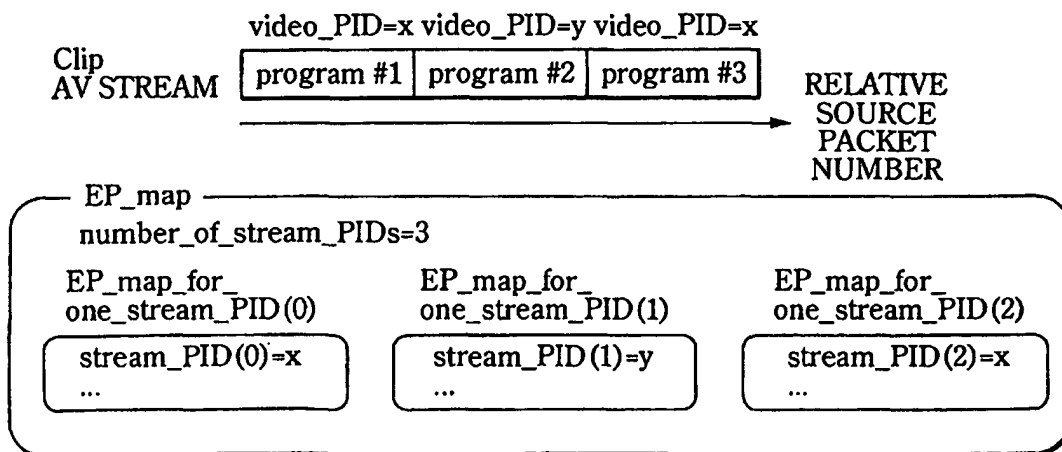 video_PID=x video_PID=y video_PID=x
Clip
AV STREAM
program #1 program #2 program #3
RELATIVE
SOURCE
PACKET
NUMBER
EP_map
number_of_stream_PIDs=3
EP_map_for_
one_stream_PID(0)
stream_PID(0)=x
...
EP_map_for_
one_stream_PID(1)
stream_PID(1)=y
...
EP_map_for_
one_stream_PID(2)
stream_PID(2)=x
...